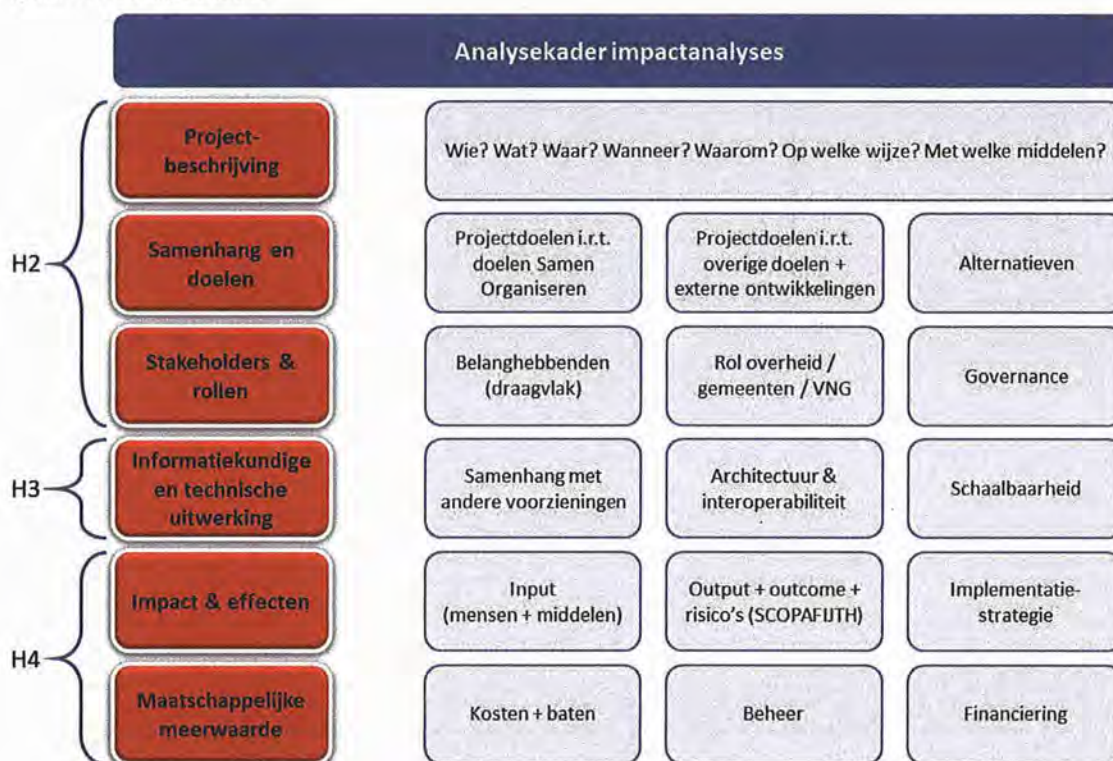 Analysekader impactanalyses
H2
Project-
beschrijving
Wie? Wat? Waar? Wanneer? Waarom? Op welke wijze? Met welke middelen?
Samenhang en
doelen
Projectdoelen i.r.t.
doelen Samen
Organiseren
Projectdoelen i.r.t.
overige doelen +
externe ontwikkelingen
Alternatieven
Stakeholders &
rollen
Belanghebbenden
(draagvlak)
Rol overheid /
gemeenten / VNG
Governance
H3
Informatiekundige
en technische
uitwerking
Samenhang met
andere voorzieningen
Architectuur &
interoperabiliteit
Schaalbaarheid
H4
Impact & effecten
Input
(mensen + middelen)
Output + outcome +
risico's (SCOPAFIJTH)
Implementatie-
strategie
Maatschappelijke
meerwaarde
Kosten + baten
Beheer
Financiering